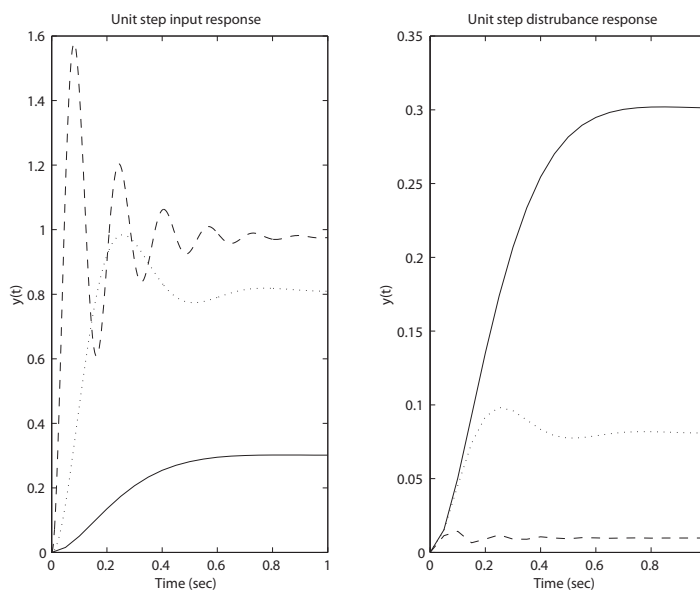 Unit step input response
1.6
1.4
1.2
1
0.8
0.6
0.4
0.2
0
y(t)
0 0.2 0.4 0.6 0.8 1
Time (sec)
Unit step distrubance response
0.35
0.3
0.25
0.2
0.15
0.1
0.05
0
y(t)
0 0.2 0.4 0.6 0.8
Time (sec)